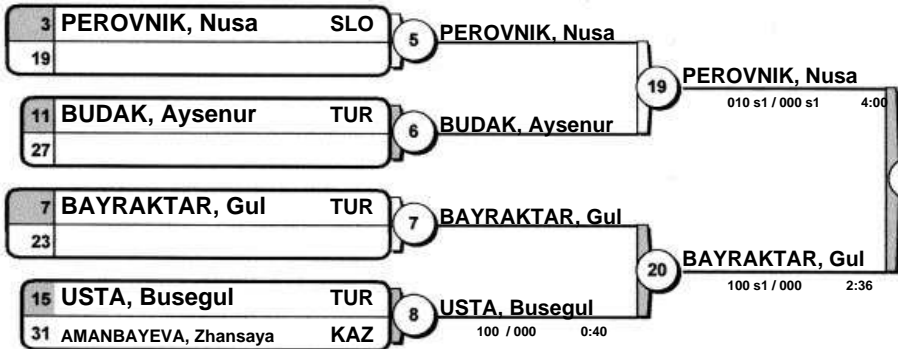 3 PEROVNIK, Nusa SLO
19
5 PEROVNIK, Nusa
11 BUDAK, Aysenur TUR
27
6 BUDAK, Aysenur
19 PEROVNIK, Nusa
010 s1 / 000 s1 4:00
7 BAYRAKTAR, Gul TUR
23
7 BAYRAKTAR, Gul
15 USTA, Busegul TUR
31 AMANBAYEVA, Zhansaya KAZ
8 USTA, Busegul
100 / 000 0:40
20 BAYRAKTAR, Gul
100 s1 / 000 2:36